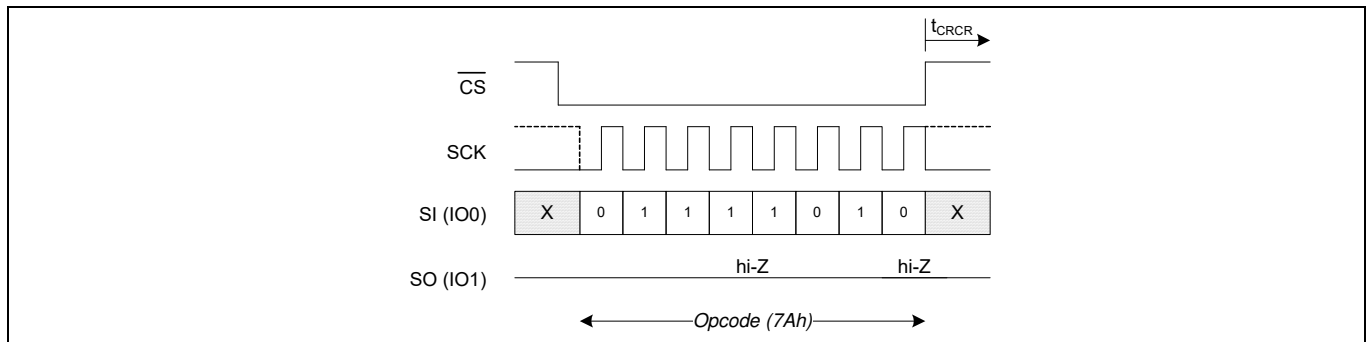 tCRCR
CS
SCK
SI (IO0) X 0 1 1 1 1 0 1 0 X
SO (IO1) hi-Z hi-Z
Opcode (7Ah)